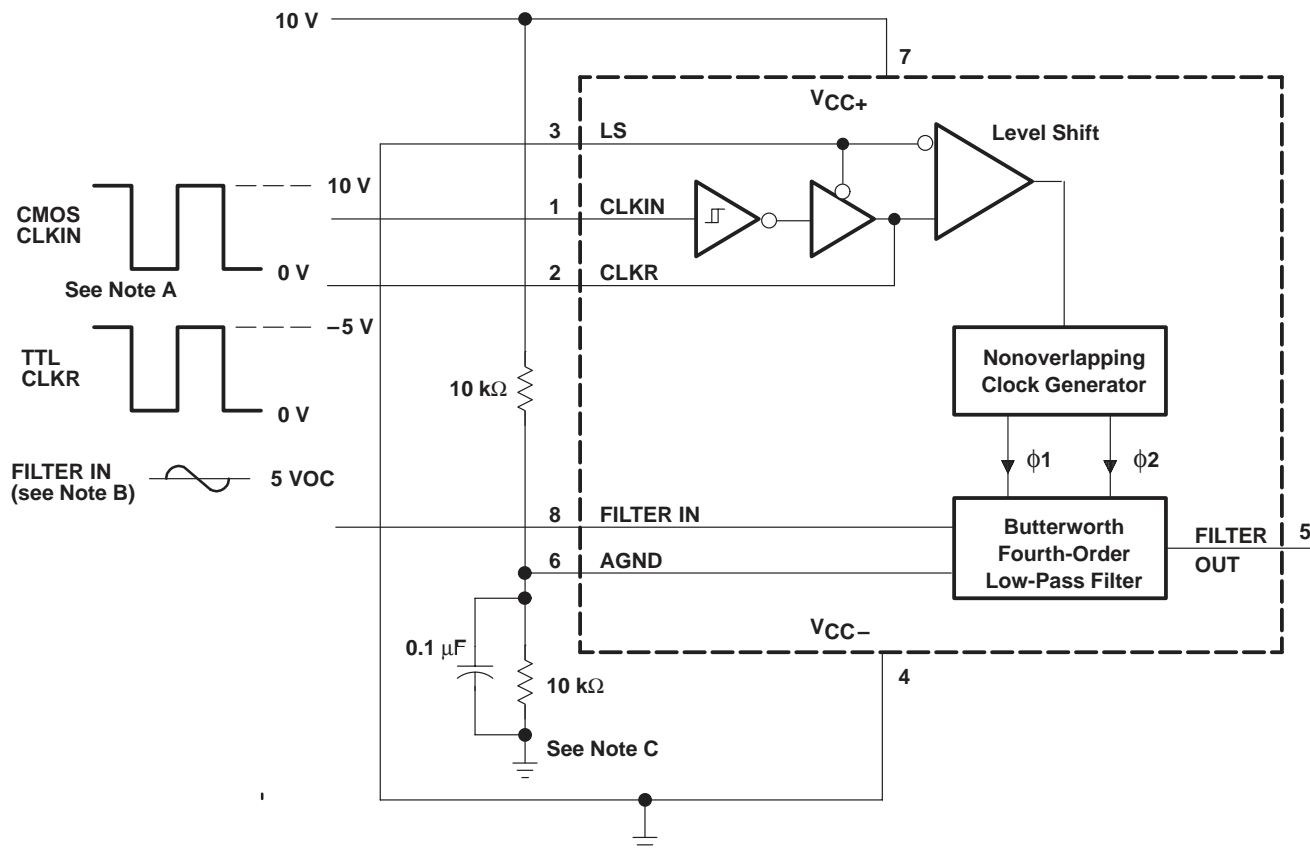 10 V
7
VCC+
3 LS
Level Shift
10 V
CMOS
CLKIN
1 CLKIN
0 V
See Note A
2 CLKR
–5 V
TTL
CLKR
0 V
10 kΩ
Nonoverlapping
Clock Generator
ϕ1
ϕ2
FILTER IN
(see Note B)
5 VOC
8 FILTER IN
Butterworth
Fourth-Order
Low-Pass Filter
FILTER
OUT
5
6 AGND
VCC–
0.1 μF
10 kΩ
4
See Note C